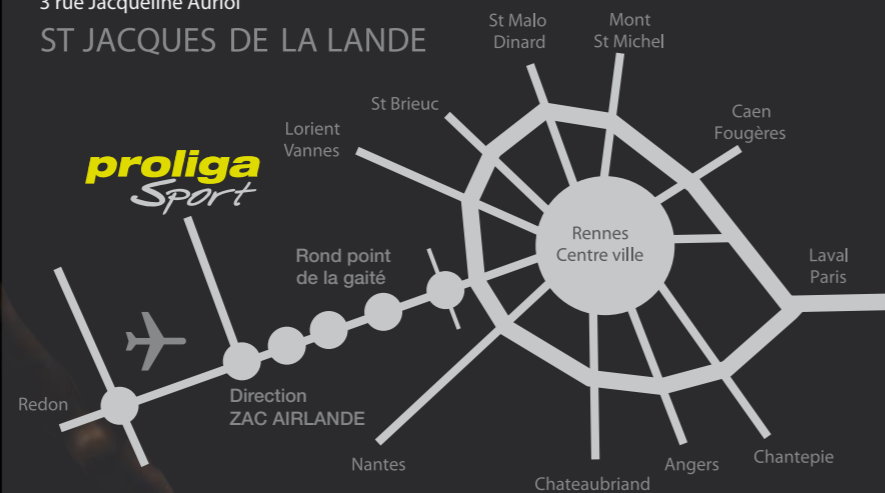 3 rue Jacqueline Auriol
ST JACQUES DE LA LANDE
St Malo
Dinard
Mont
St Michel
St Brieuc
Caen
Fougères
Lorient
Vannes
proliga
Sport
Rennes
Centre ville
Rond point
de la gaité
Laval
Paris
Direction
ZAC AIRLANDE
Redon
Nantes
Chateaubriand
Angers
Chantepie